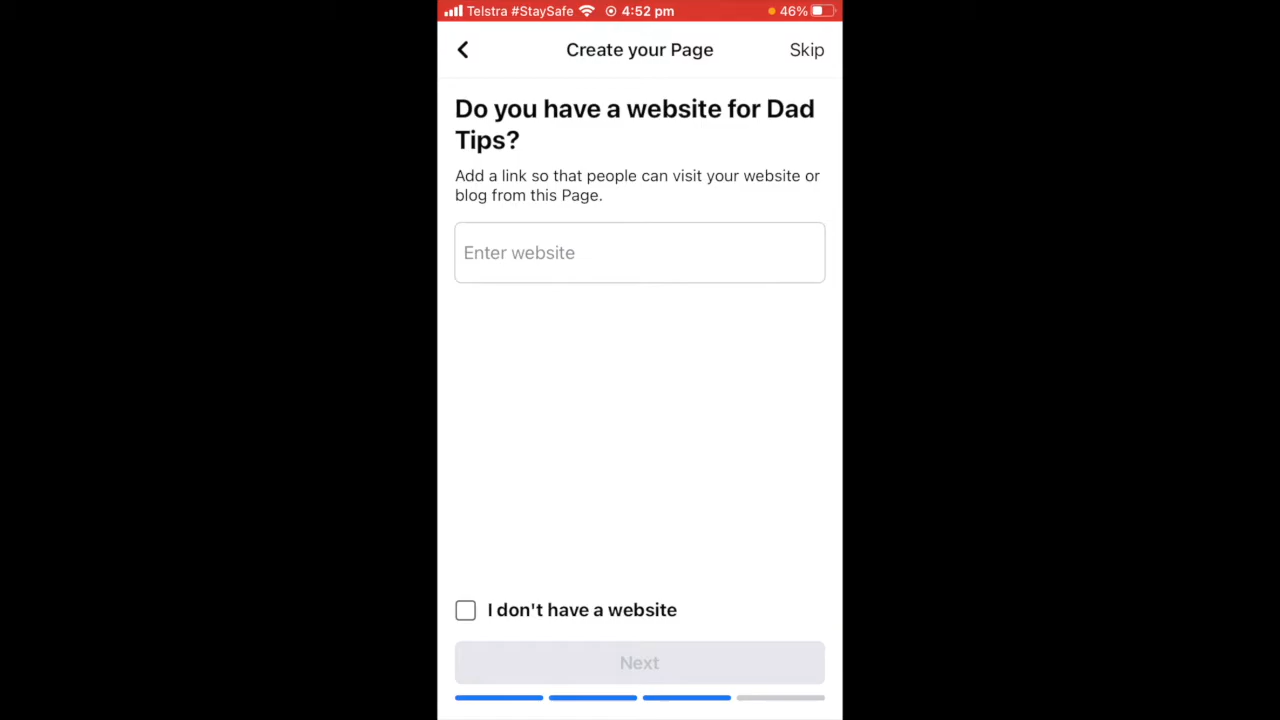 Telstra #StaySafe 4:52 pm 46%
Create your Page Skip
Do you have a website for Dad
Tips?
Add a link so that people can visit your website or
blog from this Page.
Enter website
I don't have a website
Next